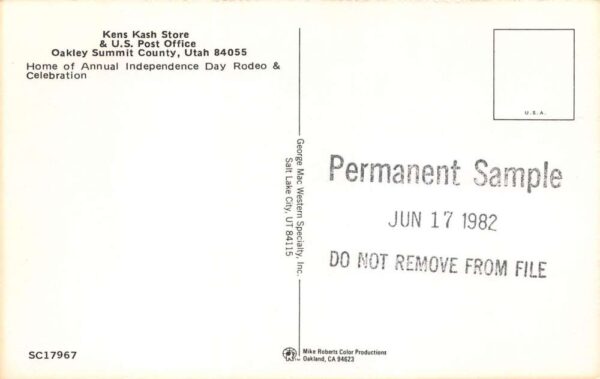 Kens Kash Store
& U.S. Post Office
Oakley Summit County, Utah 84055
Home of Annual Independence Day Rodeo &
Celebration
U.S.A.
George Mac Western Specialty, Inc.
Salt Lake City, UT 84115
Permanent Sample
JUN 17 1982
DO NOT REMOVE FROM FILE
SC17967
Mike Roberts Color Productions
Oakland, CA 94623